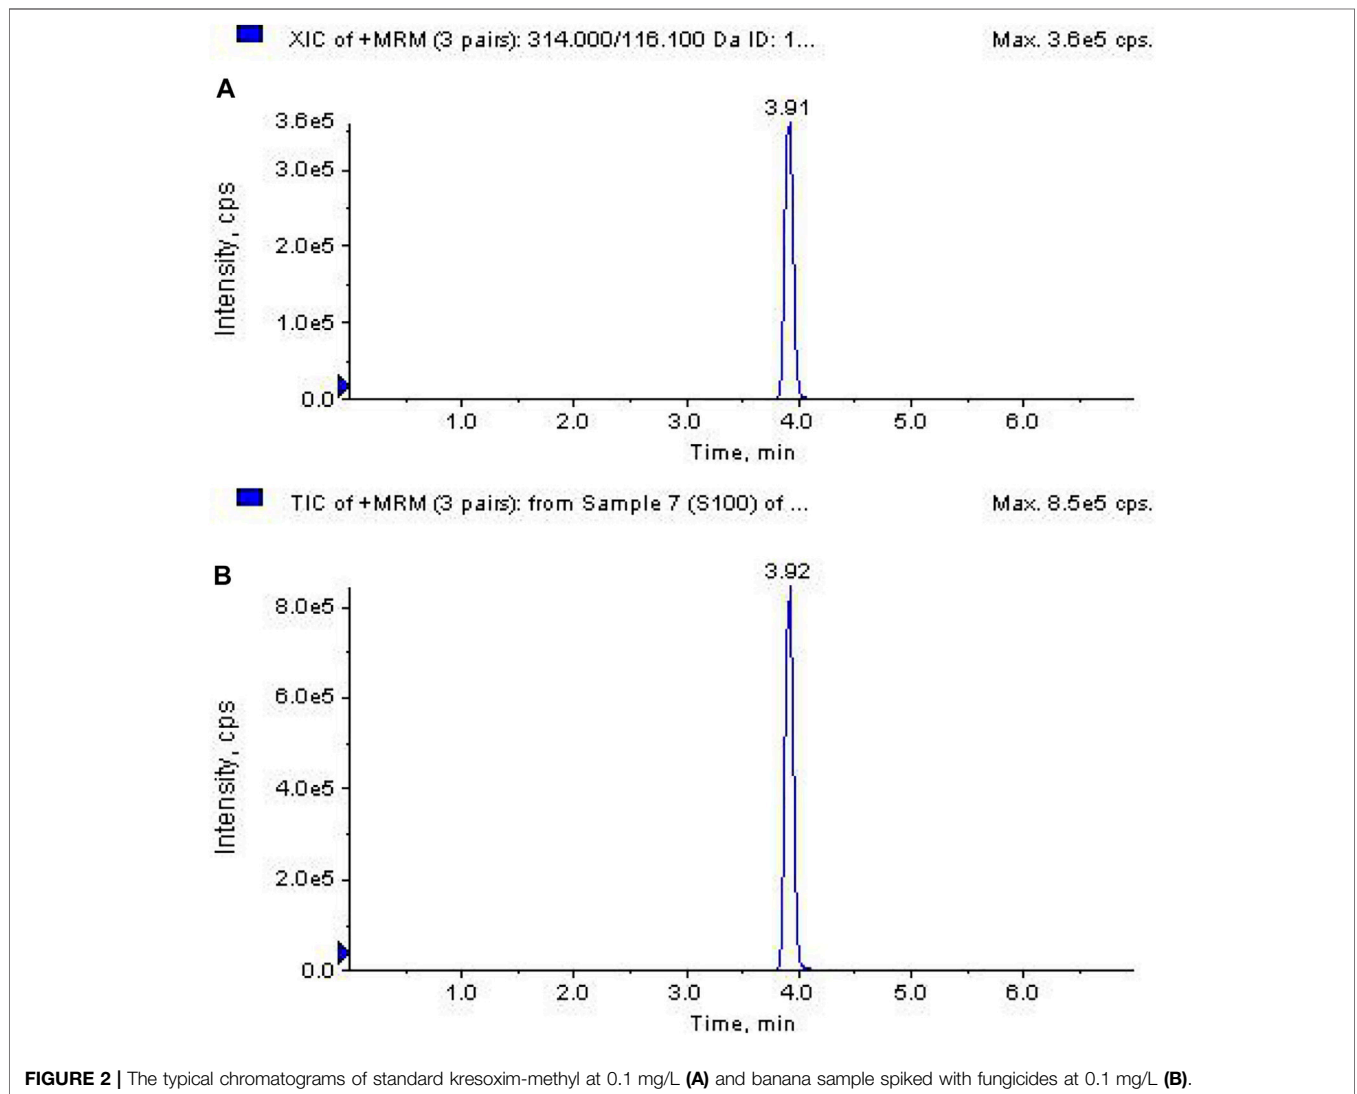 XIC of +MRM (3 pairs): 314.000/116.100 Da ID: 1... Max. 3.6e5 cps.
A
3.91
3.6e5
3.0e5
2.0e5
1.0e5
0.0
Intensity, cps
1.0 2.0 3.0 4.0 5.0 6.0
Time, min
TIC of +MRM (3 pairs): from Sample 7 (S100) of ... Max. 8.5e5 cps.
B
3.92
8.0e5
6.0e5
4.0e5
2.0e5
0.0
Intensity, cps
1.0 2.0 3.0 4.0 5.0 6.0
Time, min
FIGURE 2 | The typical chromatograms of standard kresoxim-methyl at 0.1 mg/L (A) and banana sample spiked with fungicides at 0.1 mg/L (B).